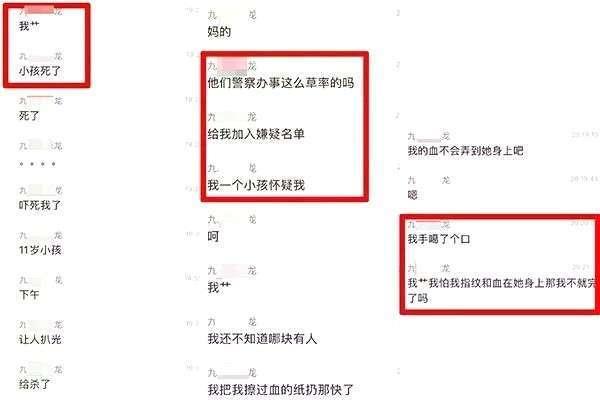 九 龙
我艹
九 龙
小孩死了
九 龙
死了
九 龙
。。。。
九 龙
吓死我了
九 龙
11岁小孩
九 龙
下午
九 龙
让人扒光
九 龙
给杀了
九 龙
妈的
九 龙
他们警察办事这么草率的吗
九 龙
给我加入嫌疑名单
九 龙
我一个小孩怀疑我
九 龙
呵
九 龙
我艹
九 龙
我还不知道哪块有人
九 龙
我把我擦过血的纸扔那快了
九 龙
我的血不会弄到她身上吧
九 龙
嗯
九 龙
我手喝了个口
九 龙
我艹我怕我指纹和血在她身上那我不就完
了吗